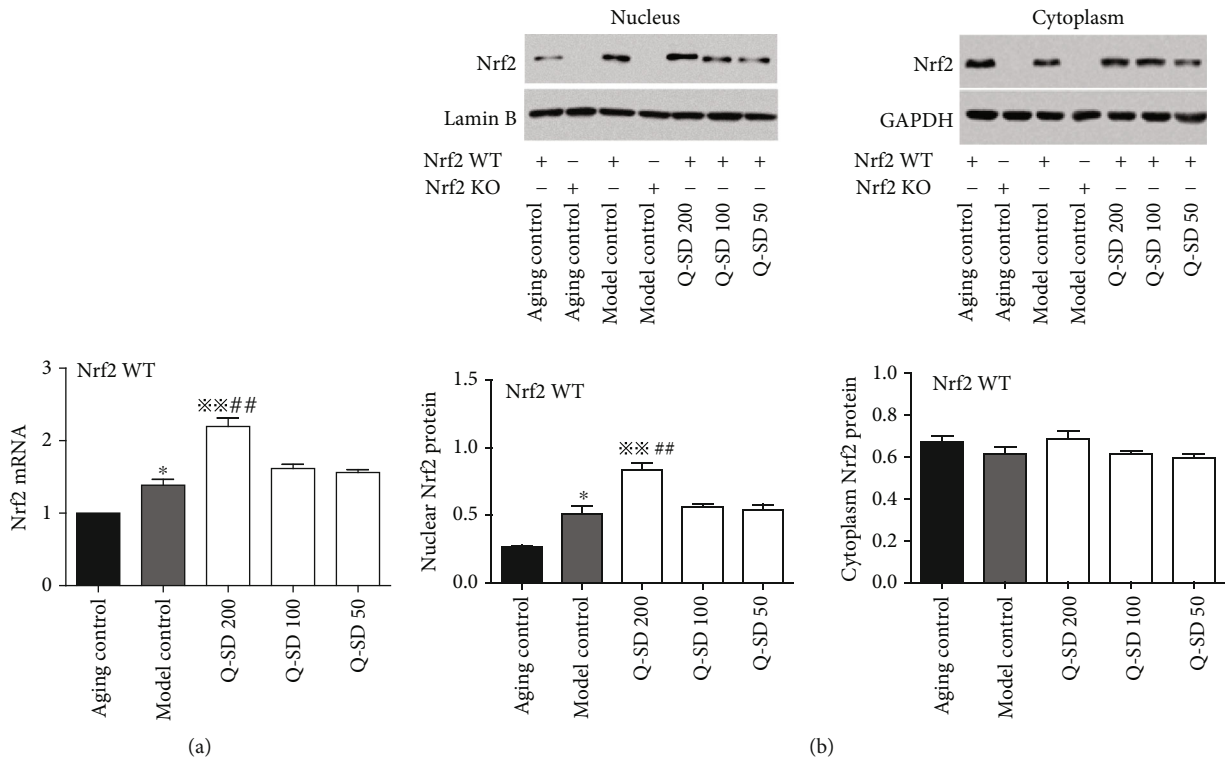 Nucleus
Nrf2
Lamin B
Nrf2 WT + − + − + + +
Nrf2 KO − + − + − − −
Aging control
Aging control
Model control
Model control
Q-SD 200
Q-SD 100
Q-SD 50
Cytoplasm
Nrf2
GAPDH
Nrf2 WT + − + − + + +
Nrf2 KO − + − + − − −
Aging control
Aging control
Model control
Model control
Q-SD 200
Q-SD 100
Q-SD 50
Nrf2 WT
Nrf2 mRNA
3
2
1
0
*
※※##
Aging control
Model control
Q-SD 200
Q-SD 100
Q-SD 50
(a)
Nrf2 WT
Nuclear Nrf2 protein
1.5
1.0
0.5
0.0
*
※※ ##
Aging control
Model control
Q-SD 200
Q-SD 100
Q-SD 50
Nrf2 WT
Cytoplasm Nrf2 protein
1.0
0.8
0.6
0.4
0.2
0.0
Aging control
Model control
Q-SD 200
Q-SD 100
Q-SD 50
(b)